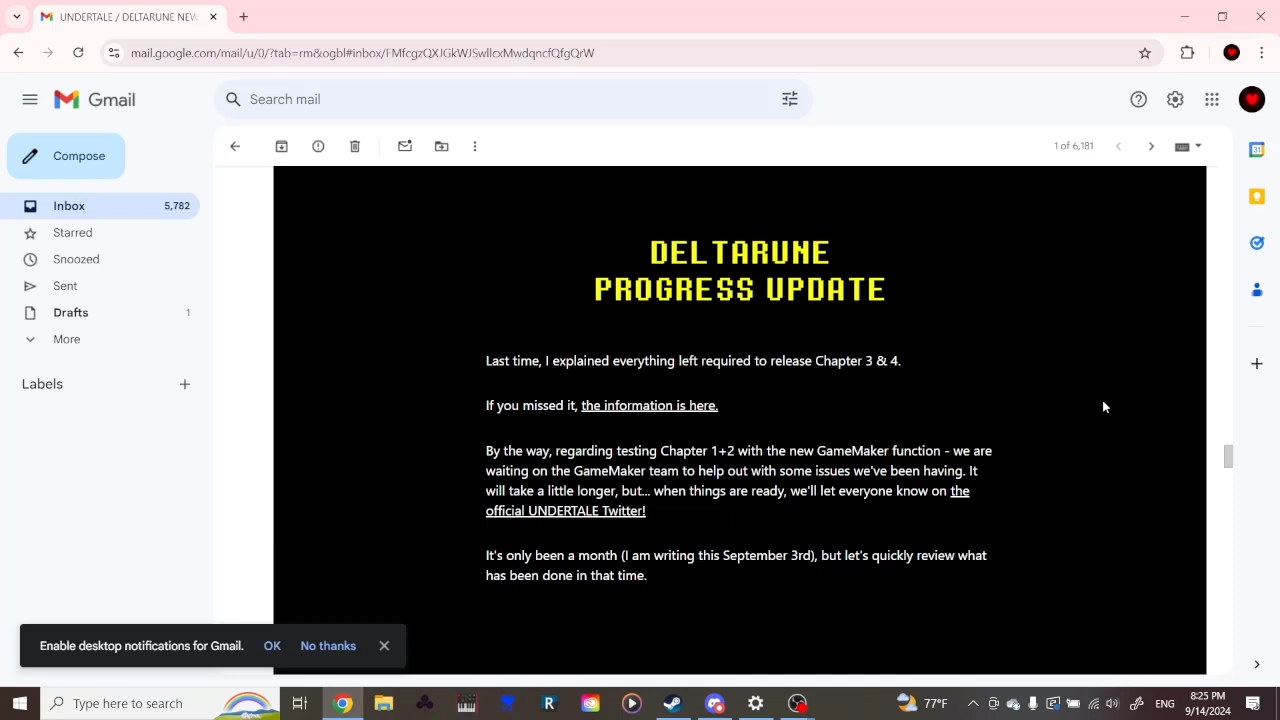 UNDERTALE / DELTARUNE NEW
mail.google.com/mail/u/0/?tab=rm&ogbl#inbox/
Gmail
Search mail
Compose
1 of 6,181
Inbox 5,782
Starred
Snoozed
Sent
Drafts 1
More
Labels
DELTARUNE
PROGRESS UPDATE
Last time, I explained everything left required to release Chapter 3 & 4.
If you missed it, the information is here.
By the way, regarding testing Chapter 1+2 with the new GameMaker function - we are
waiting on the GameMaker team to help out with some issues we've been having. It
will take a little longer, but... when things are ready, we'll let everyone know on the
official UNDERTALE Twitter!
It's only been a month (I am writing this September 3rd), but let's quickly review what
has been done in that time.
Enable desktop notifications for Gmail. OK No thanks
Type here to search
77°F
ENG
8:25 PM
9/14/2024